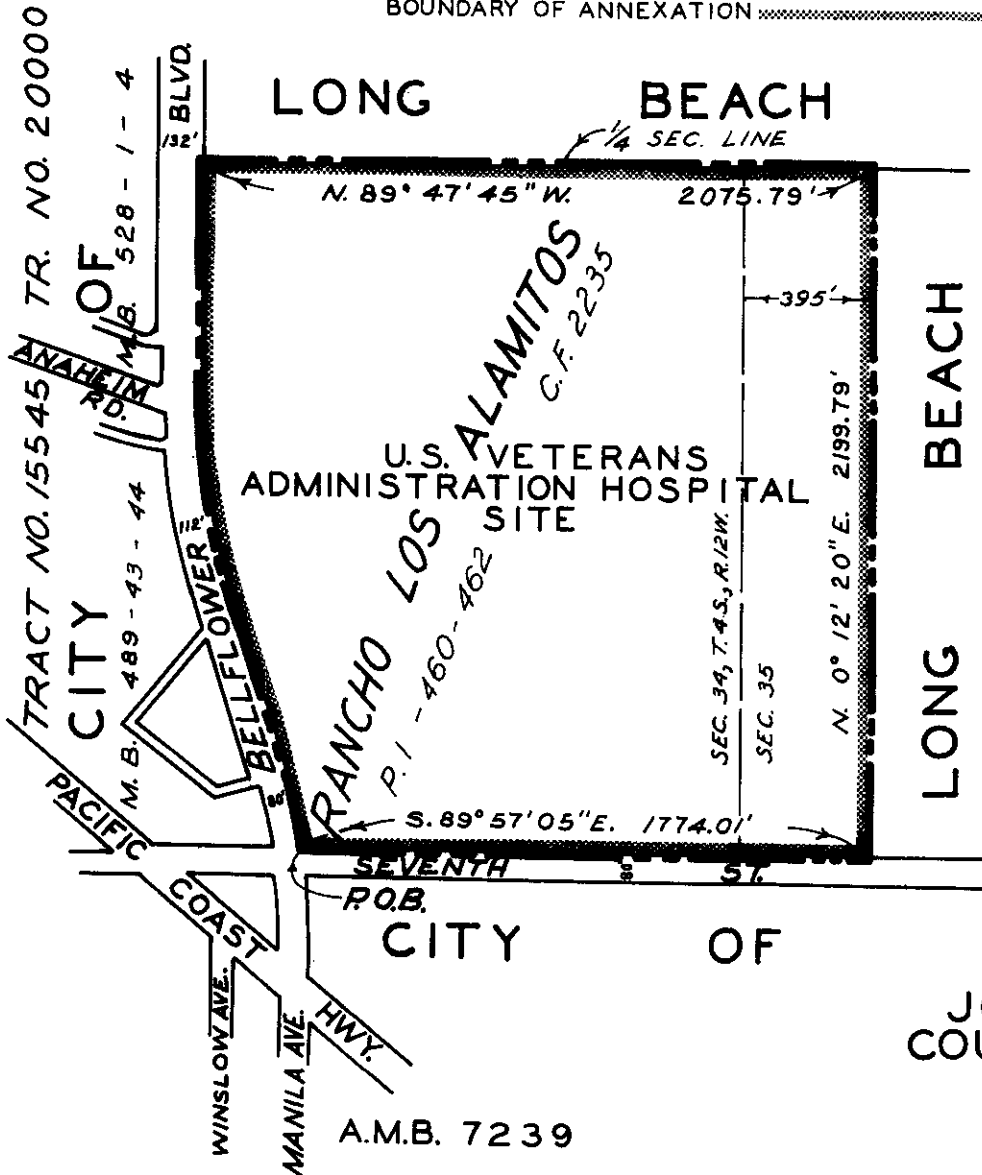 BOUNDARY OF ANNEXATION
LONG BEACH
1/4 SEC. LINE
N. 89° 47' 45" W. 2075.79'
BLVD.
132'
TRACT NO. 15545 TR. NO. 20000
M.B. 489-43-44 M.B. 528-1-4
CITY OF
ANAHEIM
RD.
395'
RANCHO LOS ALAMITOS
P. 1-460-462 C.F. 2235
U.S. VETERANS
ADMINISTRATION HOSPITAL
SITE
SEC. 34, T.4S., R.12W.
SEC. 35
N. 0° 12' 20" E. 2199.79'
LONG BEACH
112'
BELLFLOWER
80'
S. 89° 57' 05" E. 1774.01'
SEVENTH ST.
80'
P.O.B.
PACIFIC
COAST
HWY.
CITY OF
WINSLOW AVE.
MANILA AVE.
A.M.B. 7239